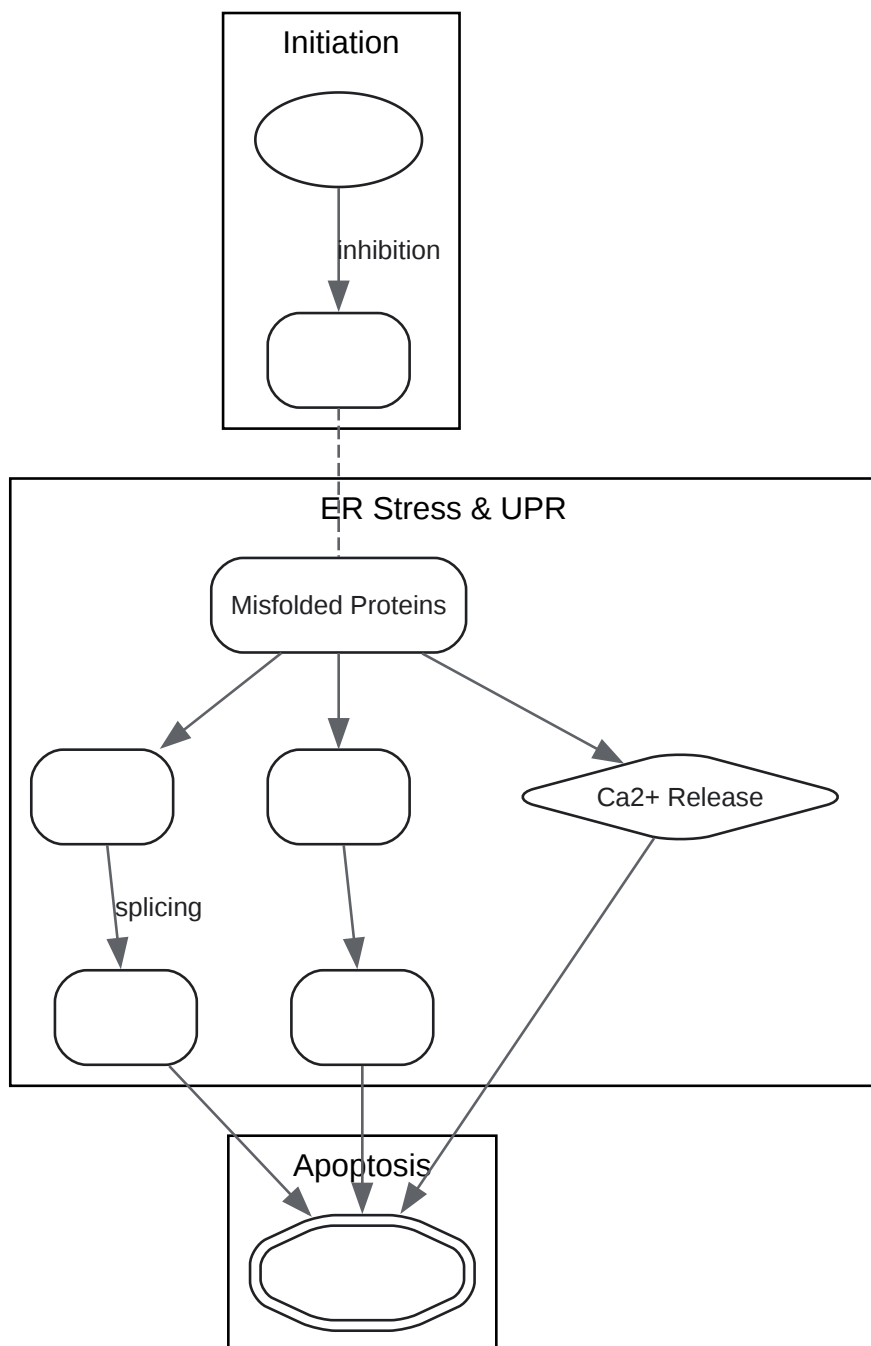 Initiation
inhibition
ER Stress & UPR
Misfolded Proteins
Ca2+ Release
splicing
Apoptosis